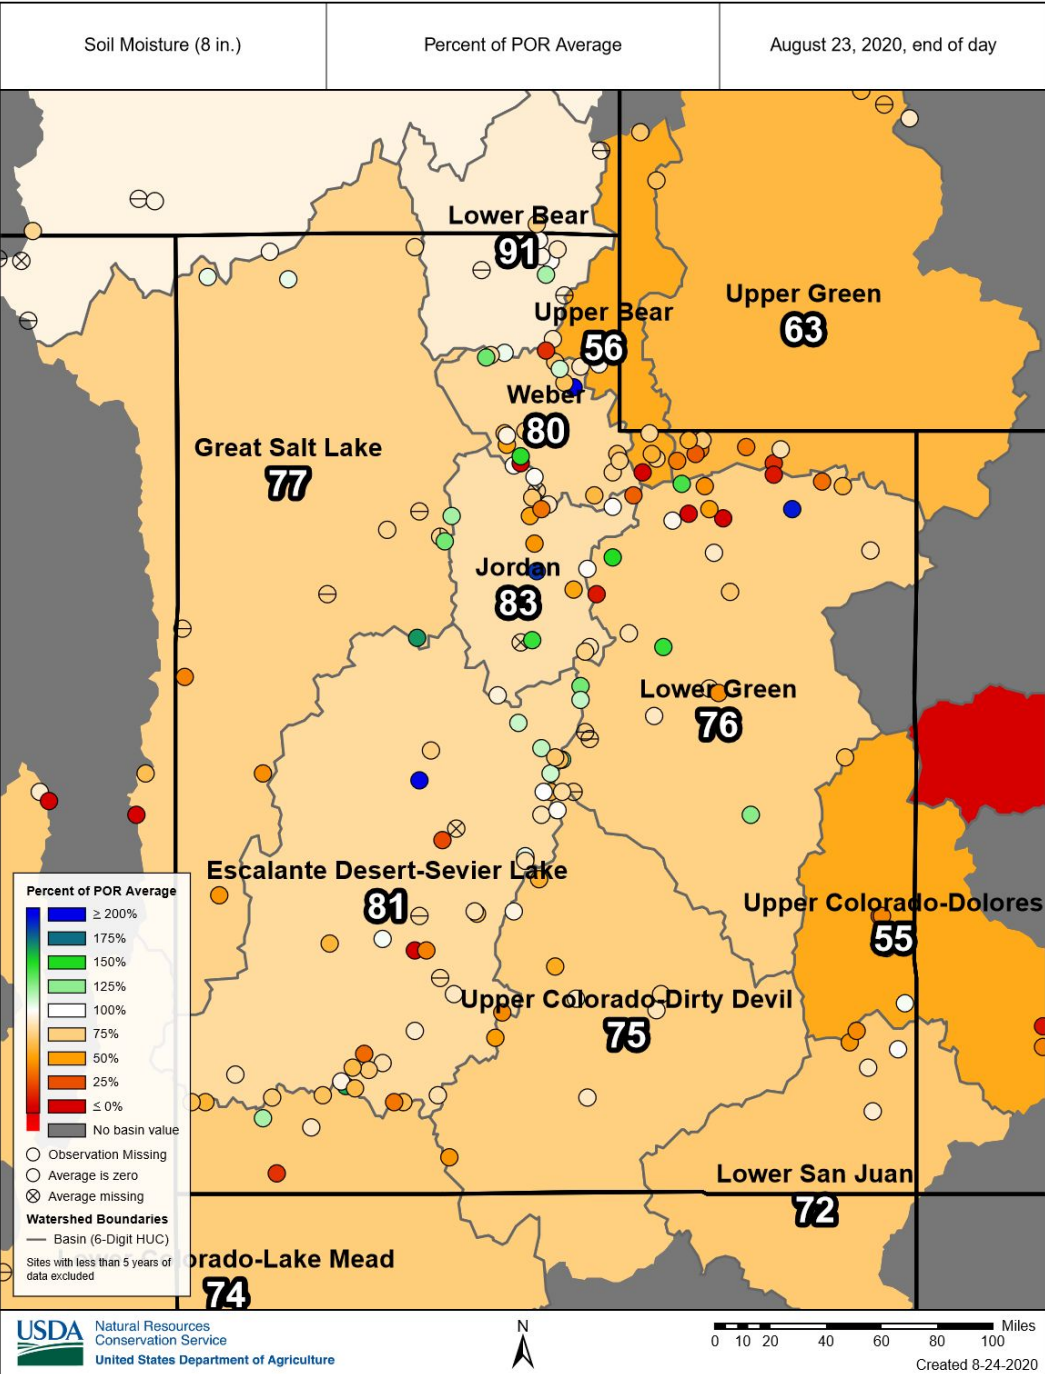 Soil Moisture (8 in.)
Percent of POR Average
August 23, 2020, end of day
Lower Bear
91
Upper Bear
56
Upper Green
63
Weber
80
Great Salt Lake
77
Jordan
83
Lower Green
76
Escalante Desert-Sevier Lake
81
Upper Colorado-Dolores
55
Upper Colorado-Dirty Devil
75
Lower San Juan
72
Lower Colorado-Lake Mead
74
Percent of POR Average
≥ 200%
175%
150%
125%
100%
75%
50%
25%
≤ 0%
No basin value
Observation Missing
Average is zero
Average missing
Watershed Boundaries
Basin (6-Digit HUC)
Sites with less than 5 years of
data excluded
USDA
Natural Resources
Conservation Service
United States Department of Agriculture
N
0 10 20 40 60 80 100 Miles
Created 8-24-2020